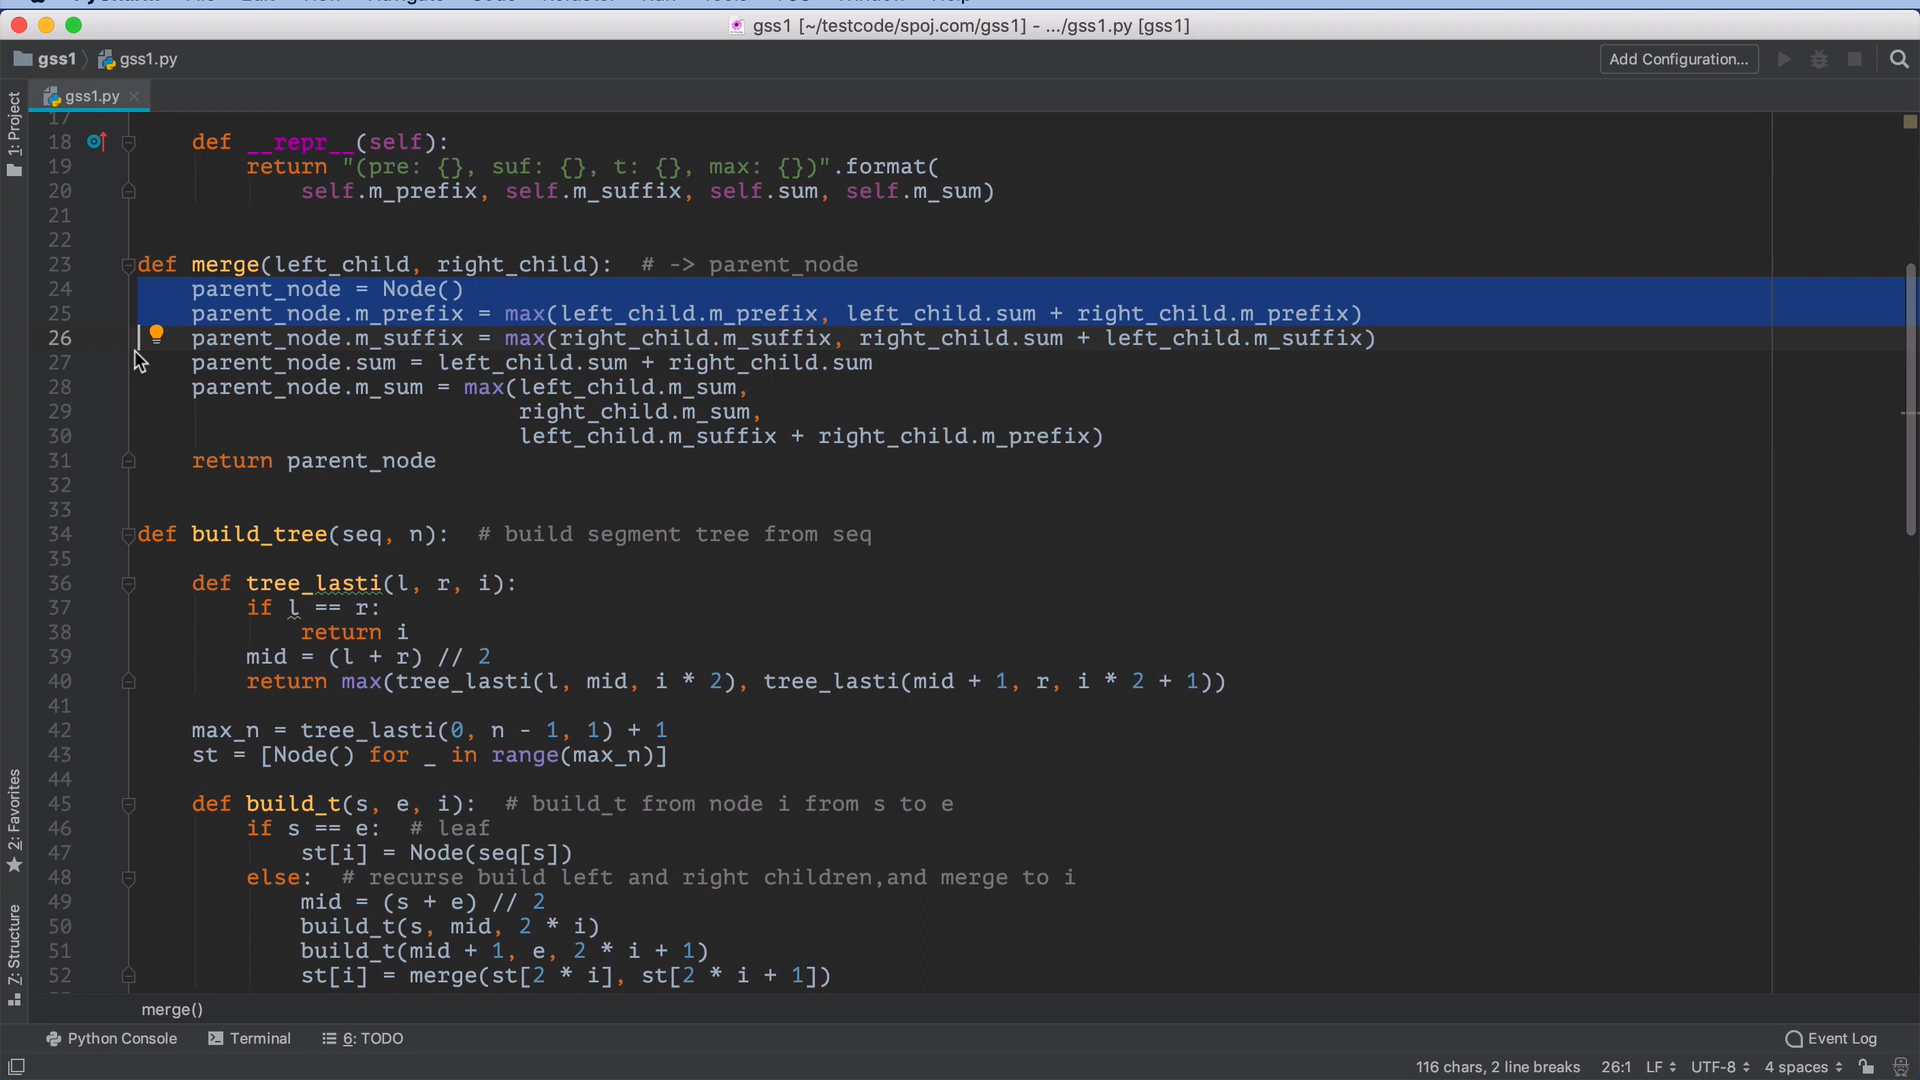 gss1 [~/testcode/spoj.com/gss1] - .../gss1.py [gss1]
gss1 gss1.py Add Configuration...
gss1.py
1: Project
17
18 def __repr__(self):
19 return "(pre: {}, suf: {}, t: {}, max: {})".format(
20 self.m_prefix, self.m_suffix, self.sum, self.m_sum)
21
22
23 def merge(left_child, right_child): # -> parent_node
24 parent_node = Node()
25 parent_node.m_prefix = max(left_child.m_prefix, left_child.sum + right_child.m_prefix)
26 parent_node.m_suffix = max(right_child.m_suffix, right_child.sum + left_child.m_suffix)
27 parent_node.sum = left_child.sum + right_child.sum
28 parent_node.m_sum = max(left_child.m_sum,
29 right_child.m_sum,
30 left_child.m_suffix + right_child.m_prefix)
31 return parent_node
32
33
34 def build_tree(seq, n): # build segment tree from seq
35
36 def tree_lasti(l, r, i):
37 if l == r:
38 return i
39 mid = (l + r) // 2
40 return max(tree_lasti(l, mid, i * 2), tree_lasti(mid + 1, r, i * 2 + 1))
41
42 max_n = tree_lasti(0, n - 1, 1) + 1
43 st = [Node() for _ in range(max_n)]
44
45 def build_t(s, e, i): # build_t from node i from s to e
46 if s == e: # leaf
47 st[i] = Node(seq[s])
48 else: # recurse build left and right children,and merge to i
49 mid = (s + e) // 2
50 build_t(s, mid, 2 * i)
51 build_t(mid + 1, e, 2 * i + 1)
52 st[i] = merge(st[2 * i], st[2 * i + 1])
2: Favorites
7: Structure
merge()
Python Console Terminal 6: TODO Event Log
116 chars, 2 line breaks 26:1 LF UTF-8 4 spaces